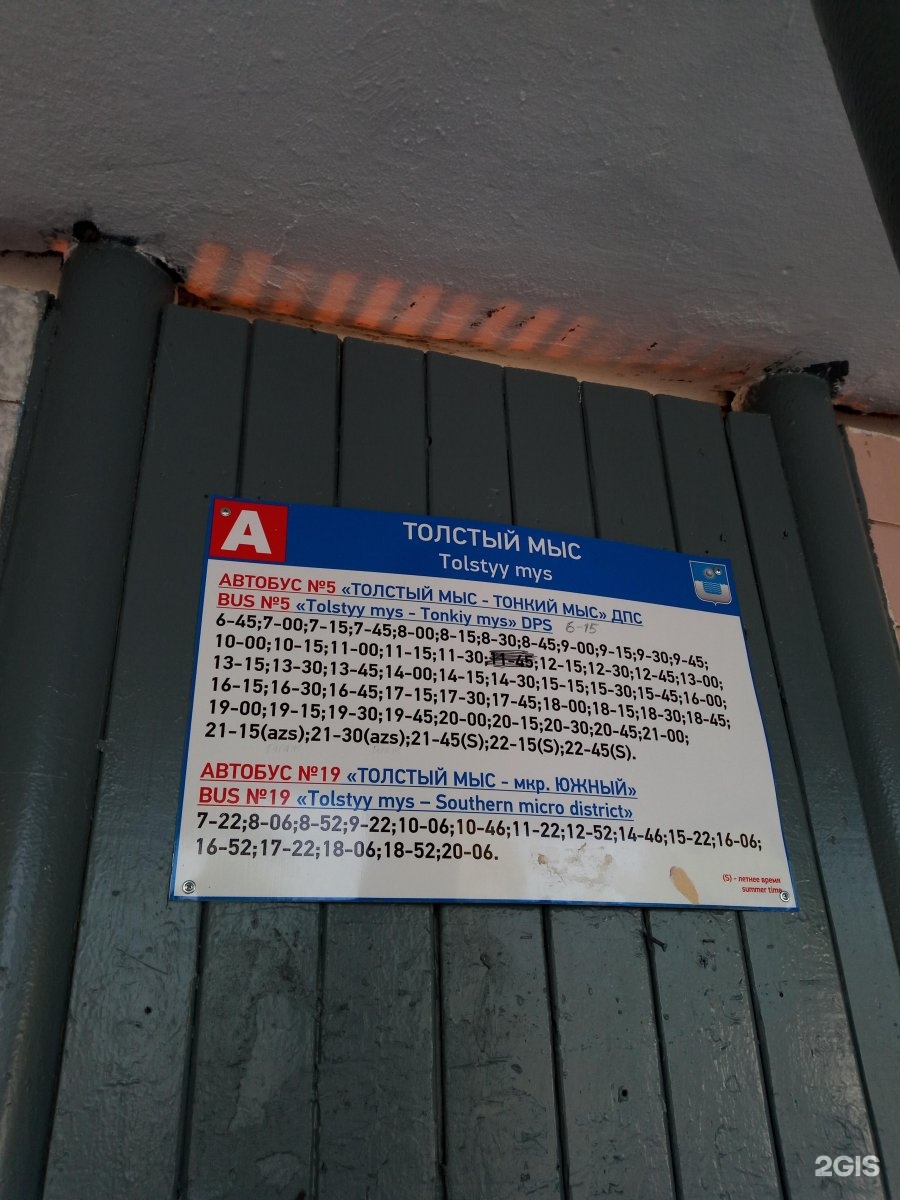 А
ТОЛСТЫЙ МЫС
Tolstyy mys
АВТОБУС №5 «ТОЛСТЫЙ МЫС - ТОНКИЙ МЫС» ДПС
BUS №5 «Tolstyy mys - Tonkiy mys» DPS 6-15
6-45;7-00;7-15;7-45;8-00;8-15;8-30;8-45;9-00;9-15;9-30;9-45;
10-00;10-15;11-00;11-15;11-30;11-45;12-15;12-30;12-45;13-00;
13-15;13-30;13-45;14-00;14-15;14-30;15-15;15-30;15-45;16-00;
16-15;16-30;16-45;17-15;17-30;17-45;18-00;18-15;18-30;18-45;
19-00;19-15;19-30;19-45;20-00;20-15;20-30;20-45;21-00;
21-15(azs);21-30(azs);21-45(S);22-15(S);22-45(S).
АВТОБУС №19 «ТОЛСТЫЙ МЫС - мкр. ЮЖНЫЙ»
BUS №19 «Tolstyy mys – Southern micro district»
7-22;8-06;8-52;9-22;10-06;10-46;11-22;12-52;14-46;15-22;16-06;
16-52;17-22;18-06;18-52;20-06.
(S) - летнее время
summer time
2GIS